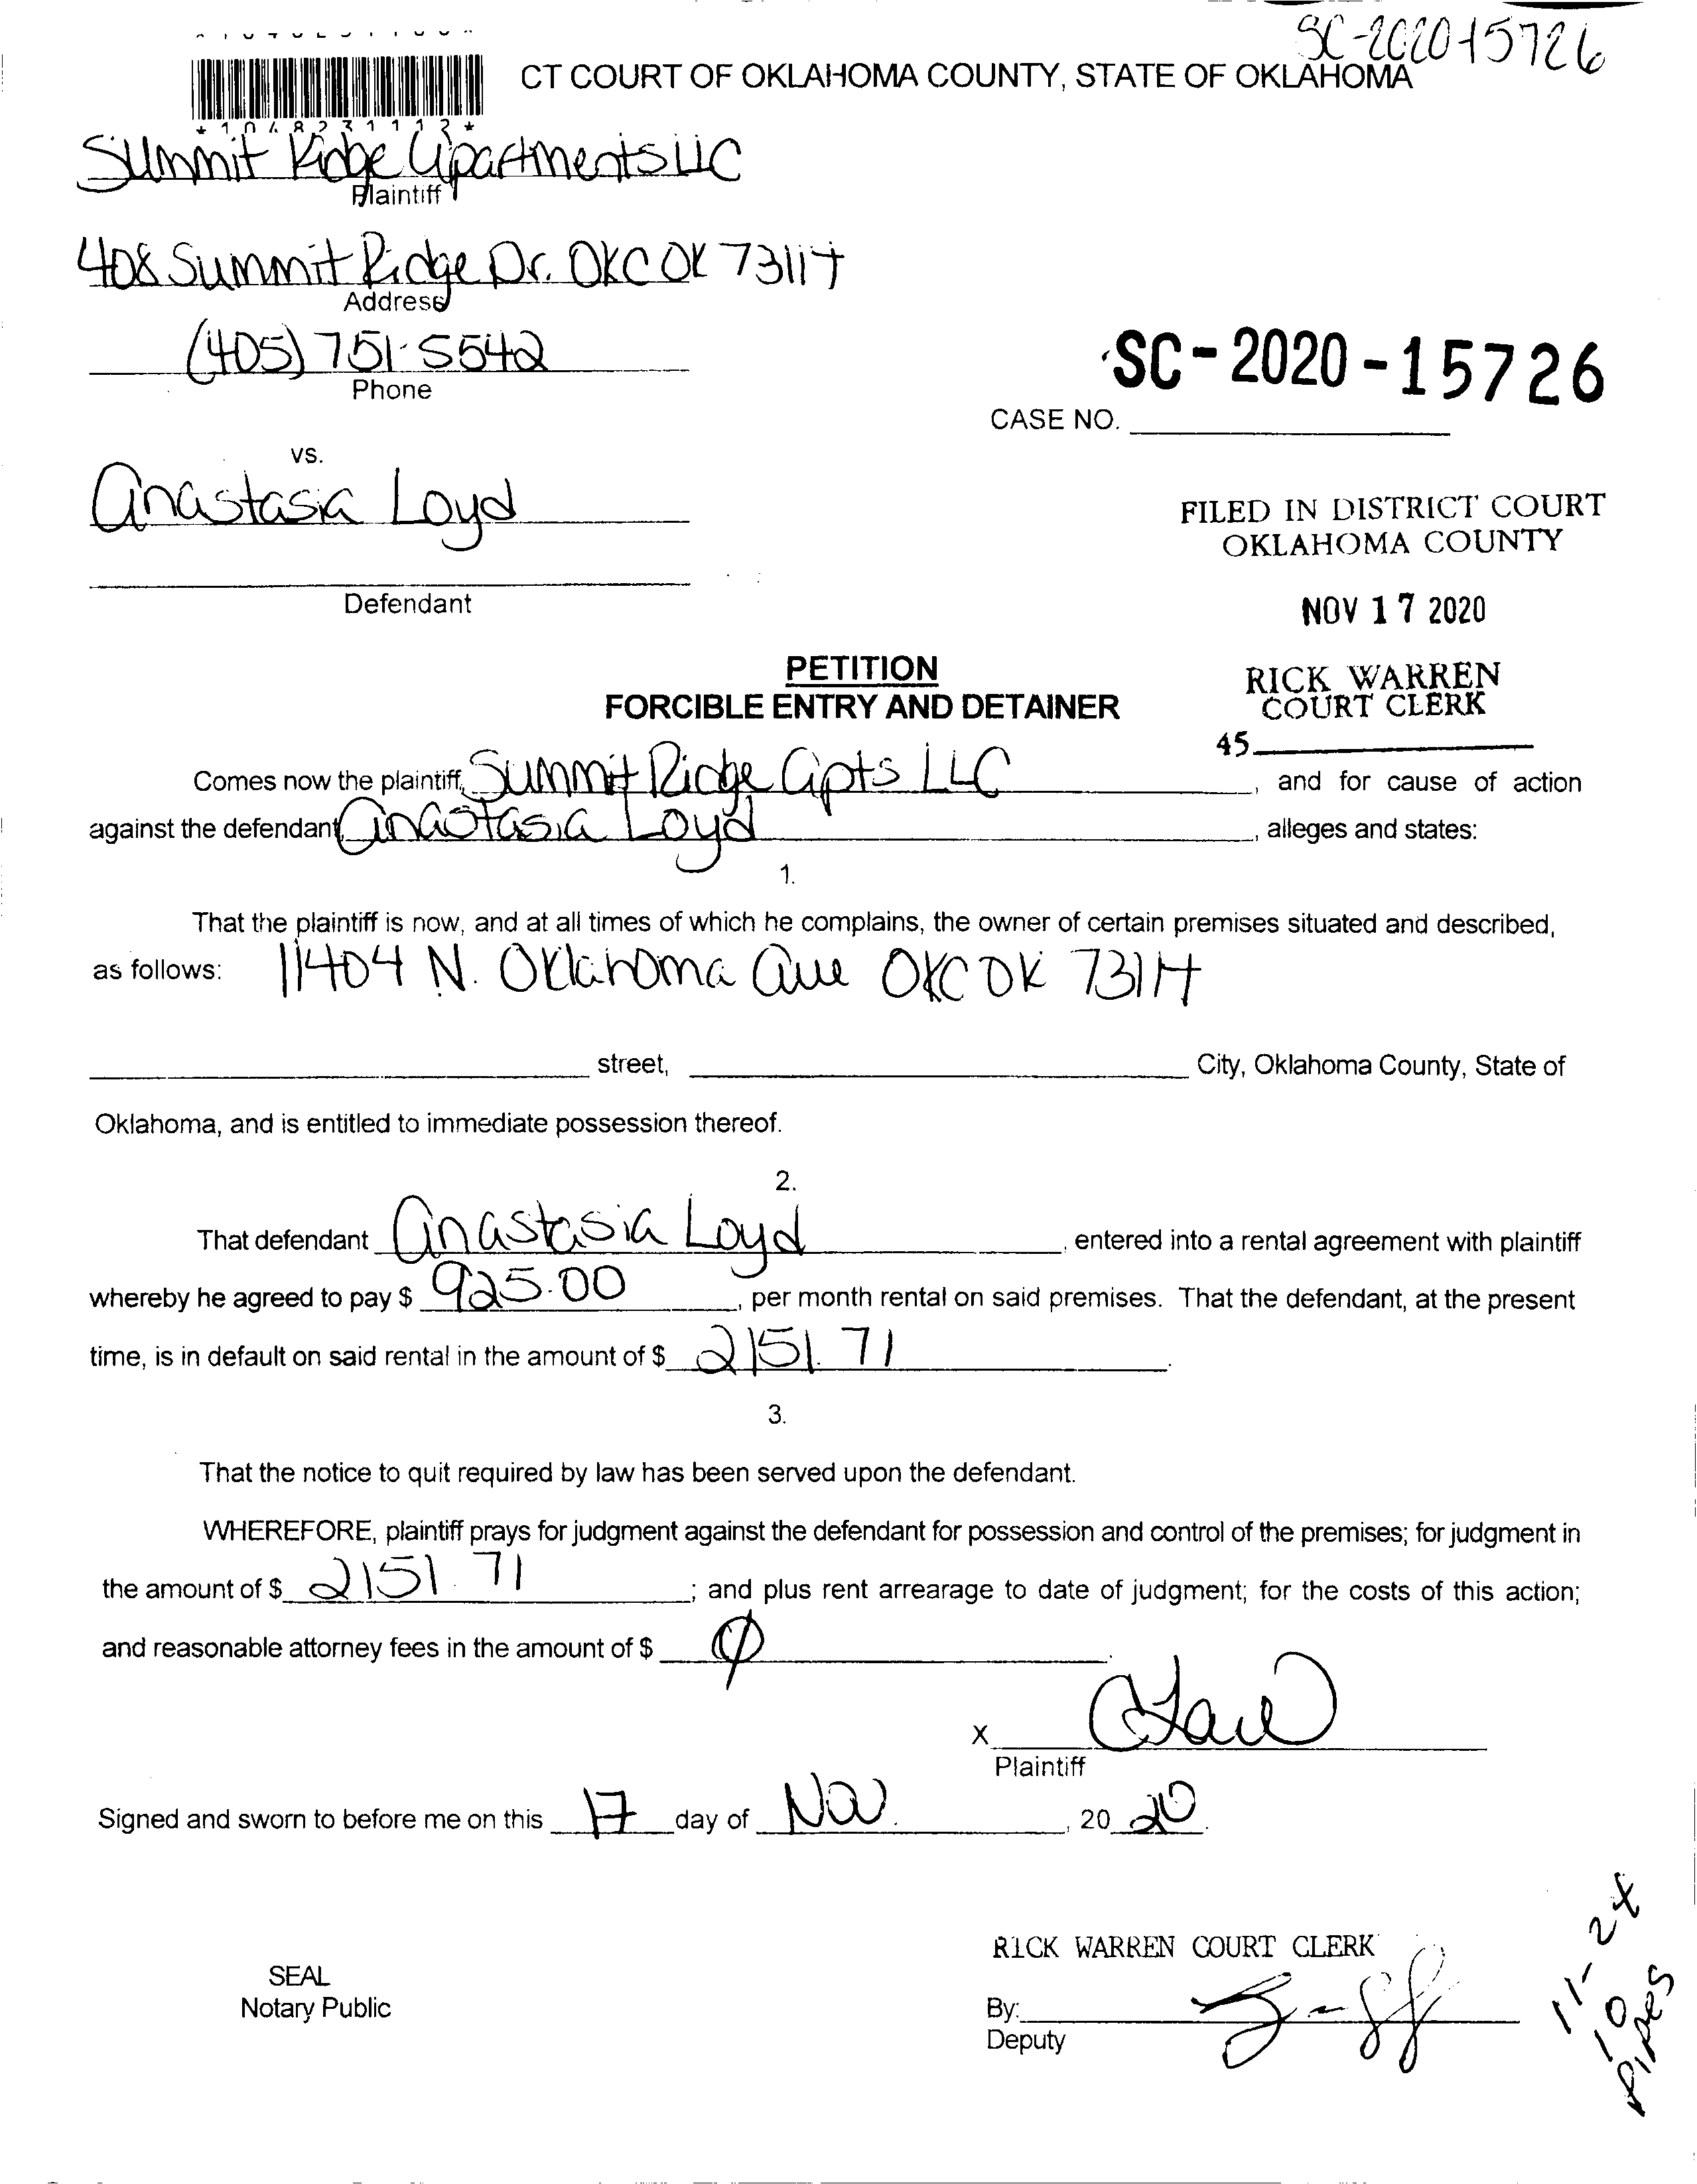 SC-2020-15726
CT COURT OF OKLAHOMA COUNTY, STATE OF OKLAHOMA
* 1 0 4 8 2 3 1 1 1 3 *
Summit Ridge Apartments LLC
Plaintiff
408 Summit Ridge Dr. OKC OK 73114
Address
(405) 751-5542
Phone
SC-2020-15726
CASE NO.
vs.
Anastasia Loyd
FILED IN DISTRICT COURT
OKLAHOMA COUNTY
Defendant
NOV 17 2020
PETITION
FORCIBLE ENTRY AND DETAINER
RICK WARREN
COURT CLERK
45
Comes now the plaintiff, Summit Ridge Apts LLC, and for cause of action
against the defendant, Anastasia Loyd, alleges and states:
1.
That the plaintiff is now, and at all times of which he complains, the owner of certain premises situated and described,
as follows: 11404 N. Oklahoma Ave OKC OK 73114
street, City, Oklahoma County, State of
Oklahoma, and is entitled to immediate possession thereof.
2.
That defendant Anastasia Loyd, entered into a rental agreement with plaintiff
whereby he agreed to pay $ 925.00, per month rental on said premises. That the defendant, at the present
time, is in default on said rental in the amount of $ 2151.71.
3.
That the notice to quit required by law has been served upon the defendant.
WHEREFORE, plaintiff prays for judgment against the defendant for possession and control of the premises; for judgment in
the amount of $ 2151.71; and plus rent arrearage to date of judgment; for the costs of this action;
and reasonable attorney fees in the amount of $ 0.
X
Plaintiff
Signed and sworn to before me on this 17 day of Nov., 20 20.
RICK WARREN COURT CLERK
SEAL
Notary Public
By:
Deputy
11-24
10
Pipes